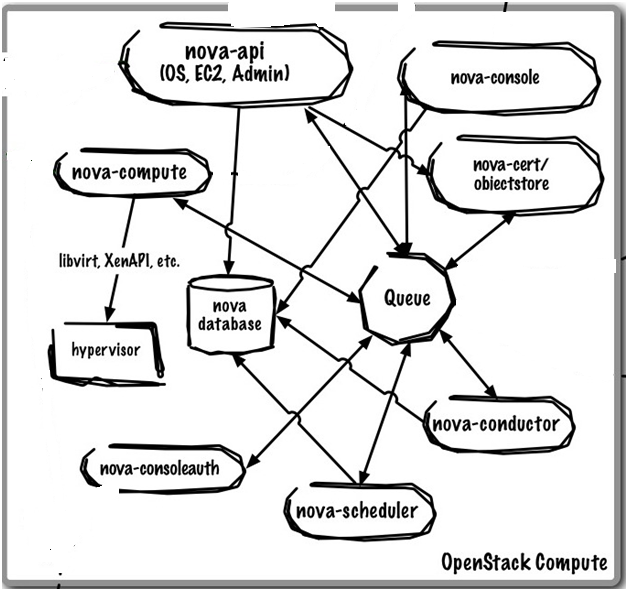 nova-api
(OS, EC2, Admin)
nova-console
nova-cert/
objectstore
nova-compute
libvirt, XenAPI, etc.
nova
database
Queue
hypervisor
nova-conductor
nova-consoleauth
nova-scheduler
OpenStack Compute